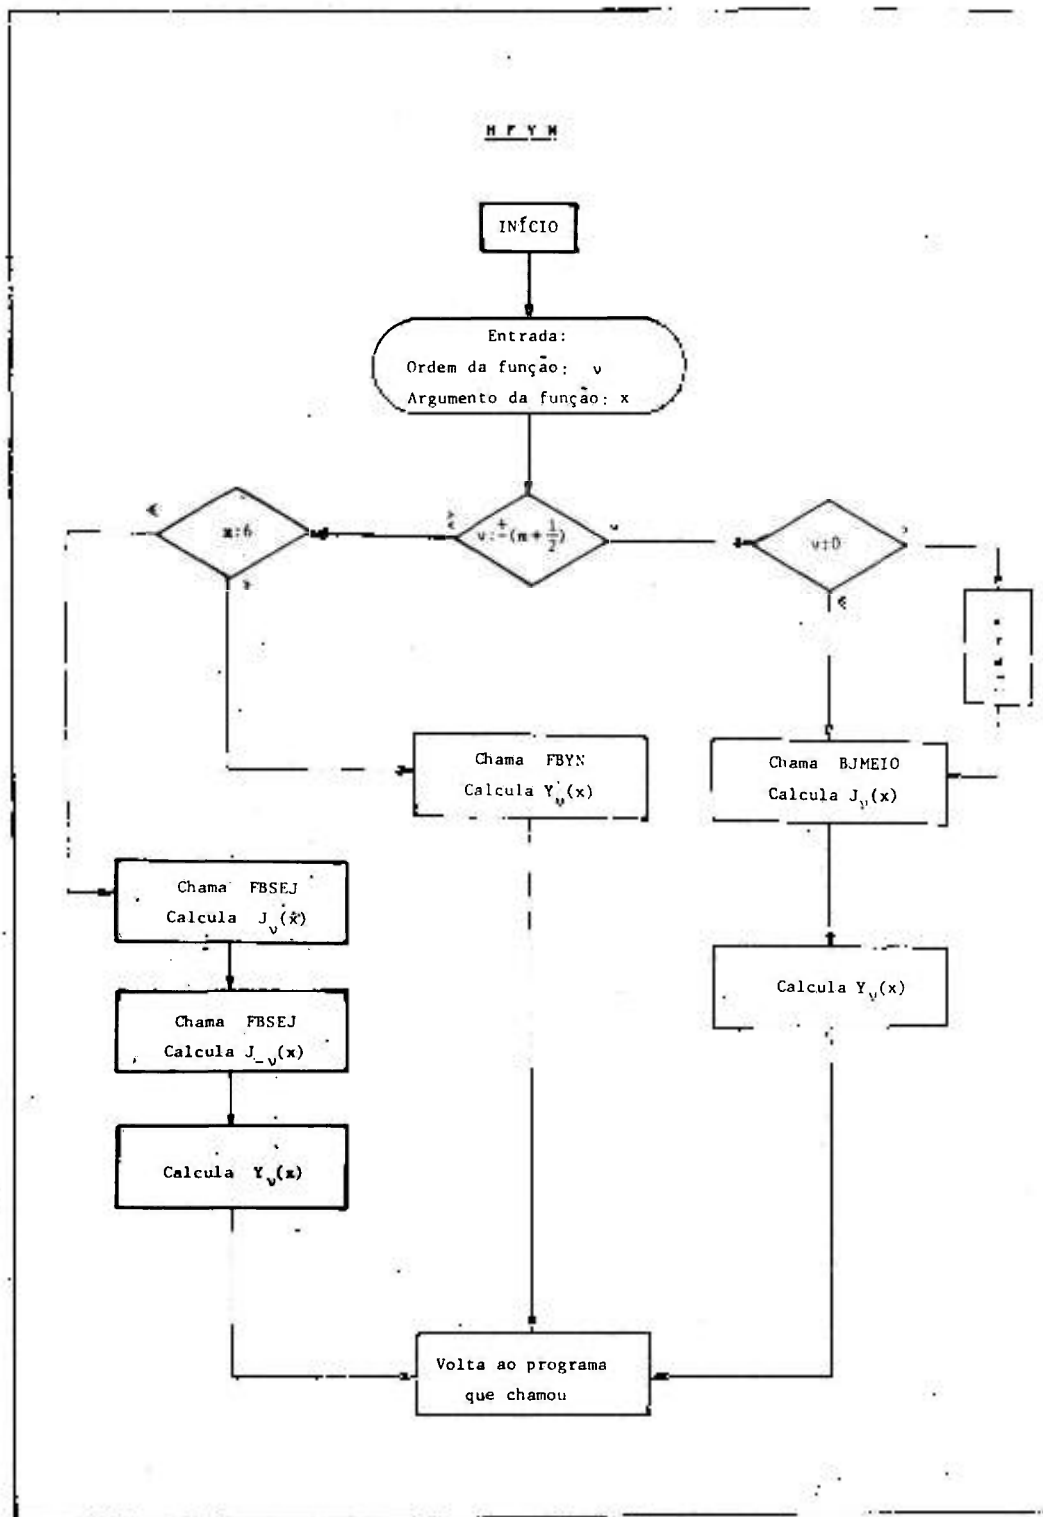 INÍCIO
Entrada:
Ordem da função: ν
Argumento da função: x
:6
ν:±(m+1/2)
ν:0
Chama FBYN
Calcula Yν(x)
Chama BJMEIO
Calcula Jν(x)
Chama FBSEJ
Calcula Jν(x)
Calcula Yν(x)
Chama FBSEJ
Calcula J_ν(x)
Calcula Yν(x)
Volta ao programa
que chamou